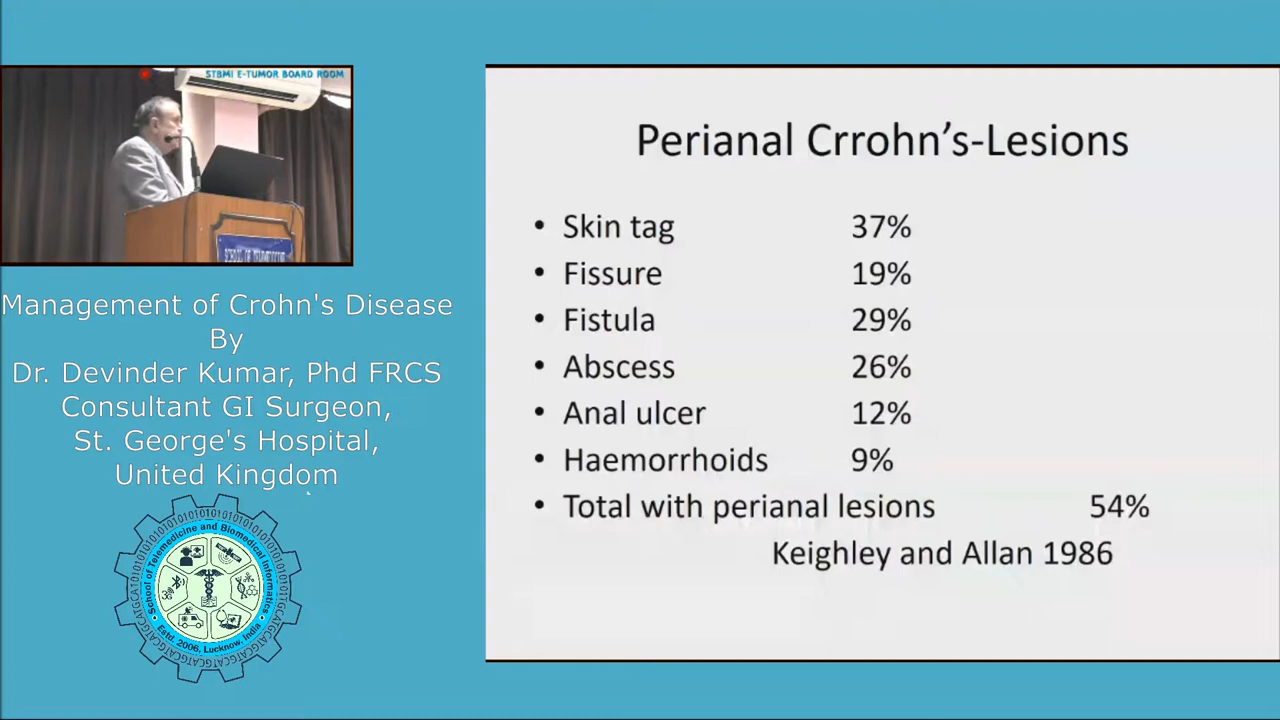 STBMI E-TUMOR BOARD ROOM
SCHOOL OF TELEMEDICINE
Management of Crohn's Disease
By
Dr. Devinder Kumar, Phd FRCS
Consultant GI Surgeon,
St. George's Hospital,
United Kingdom
School of Telemedicine and Biomedical Informatics
Estd. 2006, Lucknow, India
Perianal Crrohn's-Lesions
• Skin tag 37%
• Fissure 19%
• Fistula 29%
• Abscess 26%
• Anal ulcer 12%
• Haemorrhoids 9%
• Total with perianal lesions 54%
Keighley and Allan 1986